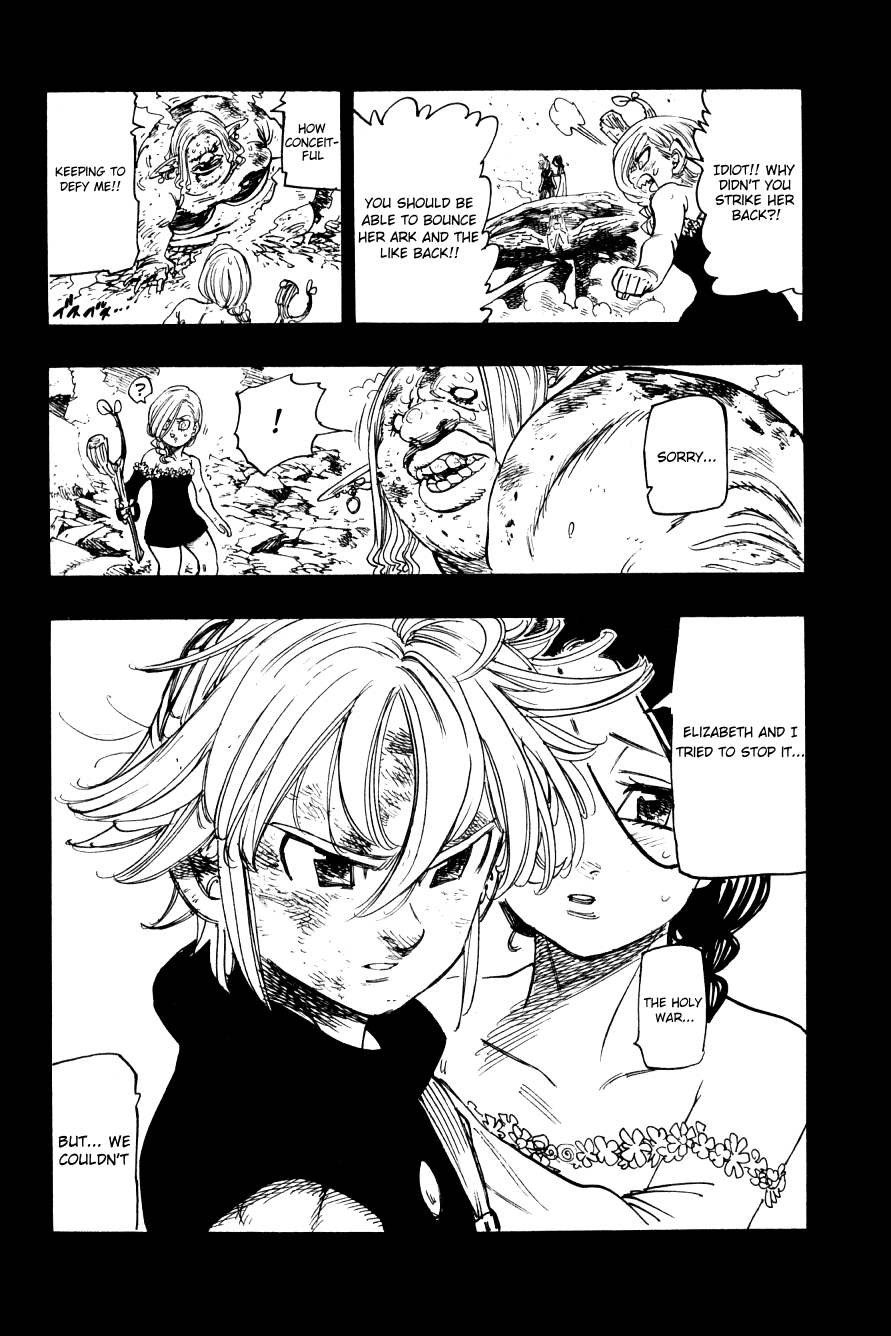 IDIOT!! WHY
DIDN'T YOU
STRIKE HER
BACK?!
YOU SHOULD BE
ABLE TO BOUNCE
HER ARK AND THE
LIKE BACK!!
HOW
CONCEIT-
FUL
KEEPING TO
DEFY ME!!
SORRY...
!
?
ELIZABETH AND I
TRIED TO STOP IT...
THE HOLY
WAR...
BUT... WE
COULDN'T